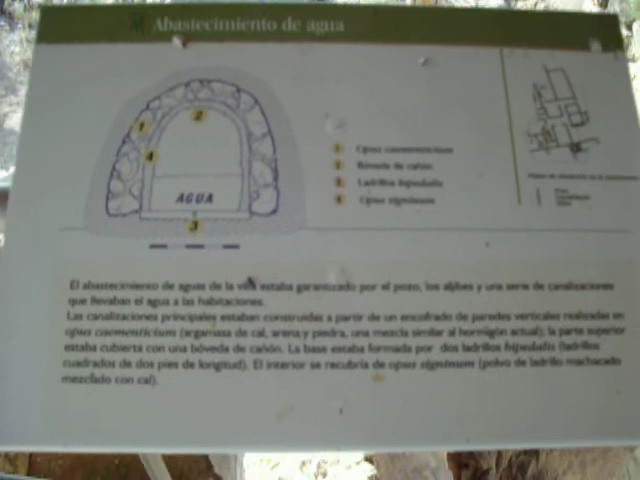 Abastecimiento de agua
1
2
4
AGUA
3
1 Opus caementicium
2 Bóveda de cañón
3 Ladrillos bipedalis
4 Opus signinum
El abastecimiento de aguas de la villa estaba garantizado por el pozo, los aljibes y una serie de canalizaciones
que llevaban el agua a las habitaciones.
Las canalizaciones principales estaban construidas a partir de un encofrado de paredes verticales realizadas en
opus caementicium (argamasa de cal, arena y piedra, una mezcla similar al hormigón actual); la parte superior
estaba cubierta con una bóveda de cañón. La base estaba formada por dos ladrillos bipedalis (ladrillos
cuadrados de dos pies de longitud). El interior se recubría de opus signinum (polvo de ladrillo machacado
mezclado con cal).